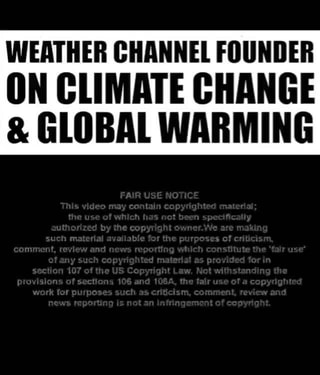 WEATHER CHANNEL FOUNDER
ON CLIMATE CHANGE
& GLOBAL WARMING
FAIR USE NOTICE
This video may contain copyrighted material;
the use of which has not been specifically
authorized by the copyright owner.We are making
such material available for the purposes of criticism,
comment, review and news reporting which constitute the 'fair use'
of any such copyrighted material as provided for in
section 107 of the US Copyright Law. Not withstanding the
provisions of sections 106 and 106A, the fair use of a copyrighted
work for purposes such as criticism, comment, review and
news reporting is not an infringement of copyright.